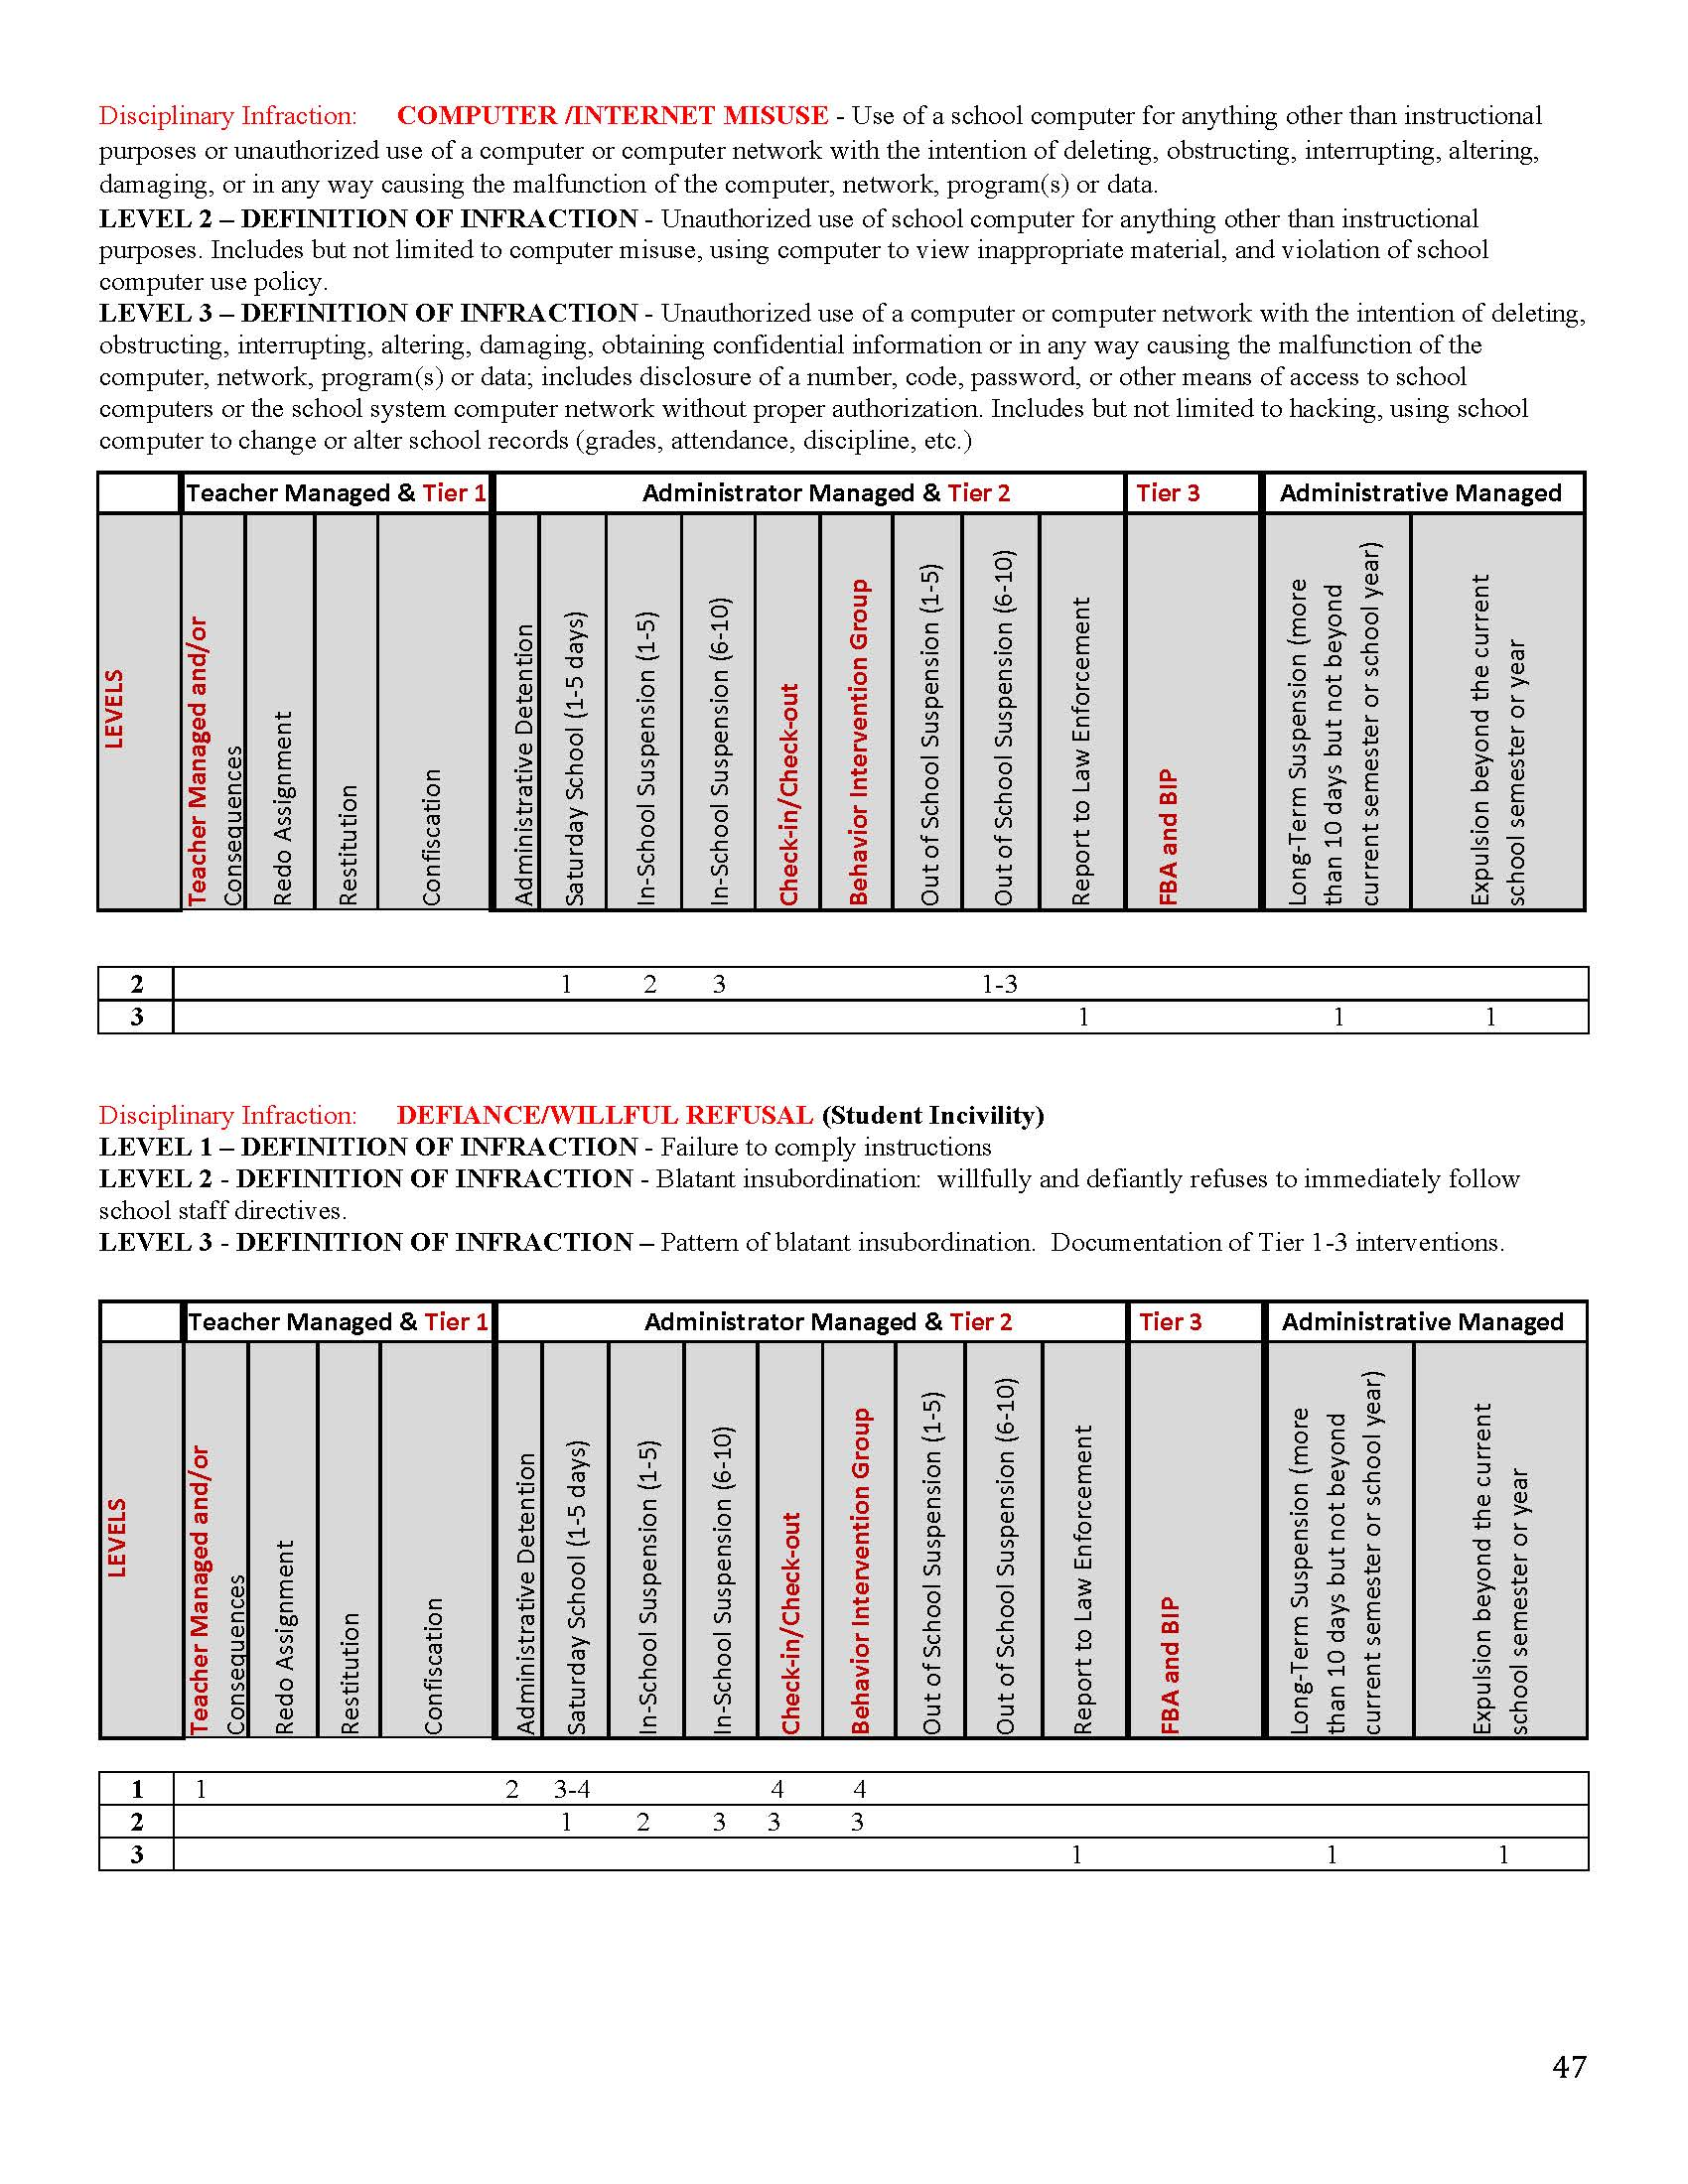 Disciplinary Infraction: COMPUTER /INTERNET MISUSE - Use of a school computer for anything other than instructional
purposes or unauthorized use of a computer or computer network with the intention of deleting, obstructing, interrupting, altering,
damaging, or in any way causing the malfunction of the computer, network, program(s) or data.
LEVEL 2 – DEFINITION OF INFRACTION - Unauthorized use of school computer for anything other than instructional
purposes. Includes but not limited to computer misuse, using computer to view inappropriate material, and violation of school
computer use policy.
LEVEL 3 – DEFINITION OF INFRACTION - Unauthorized use of a computer or computer network with the intention of deleting,
obstructing, interrupting, altering, damaging, obtaining confidential information or in any way causing the malfunction of the
computer, network, program(s) or data; includes disclosure of a number, code, password, or other means of access to school
computers or the school system computer network without proper authorization. Includes but not limited to hacking, using school
computer to change or alter school records (grades, attendance, discipline, etc.)
Teacher Managed & Tier 1 Administrator Managed & Tier 2 Tier 3 Administrative Managed
LEVELS
Teacher Managed and/or
Consequences
Redo Assignment
Restitution
Confiscation
Administrative Detention
Saturday School (1-5 days)
In-School Suspension (1-5)
In-School Suspension (6-10)
Check-in/Check-out
Behavior Intervention Group
Out of School Suspension (1-5)
Out of School Suspension (6-10)
Report to Law Enforcement
FBA and BIP
Long-Term Suspension (more
than 10 days but not beyond
current semester or school year)
Expulsion beyond the current
school semester or year
2 1 2 3 1-3
3 1 1 1
Disciplinary Infraction: DEFIANCE/WILLFUL REFUSAL (Student Incivility)
LEVEL 1 – DEFINITION OF INFRACTION - Failure to comply instructions
LEVEL 2 - DEFINITION OF INFRACTION - Blatant insubordination: willfully and defiantly refuses to immediately follow
school staff directives.
LEVEL 3 - DEFINITION OF INFRACTION – Pattern of blatant insubordination. Documentation of Tier 1-3 interventions.
Teacher Managed & Tier 1 Administrator Managed & Tier 2 Tier 3 Administrative Managed
LEVELS
Teacher Managed and/or
Consequences
Redo Assignment
Restitution
Confiscation
Administrative Detention
Saturday School (1-5 days)
In-School Suspension (1-5)
In-School Suspension (6-10)
Check-in/Check-out
Behavior Intervention Group
Out of School Suspension (1-5)
Out of School Suspension (6-10)
Report to Law Enforcement
FBA and BIP
Long-Term Suspension (more
than 10 days but not beyond
current semester or school year)
Expulsion beyond the current
school semester or year
1 1 2 3-4 4 4
2 1 2 3 3 3
3 1 1 1
47